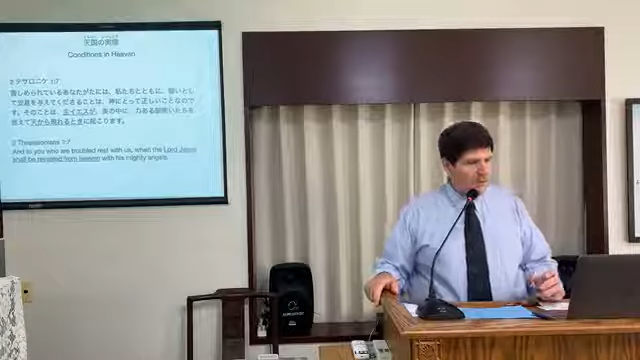 天国の実情
Conditions in Heaven
2 テサロニケ 1:7
苦しめられているあなたがたには、私たちとともに、報いとし
て安息を与えてくださることは、神にとって正しいことなので
す。そのことは、主イエスが、炎の中に、力ある御使いたちを
従えて天から現れるときに起こります。
2 Thessalonians 1:7
And to you who are troubled rest with us, when the Lord Jesus
shall be revealed from heaven with his mighty angels.